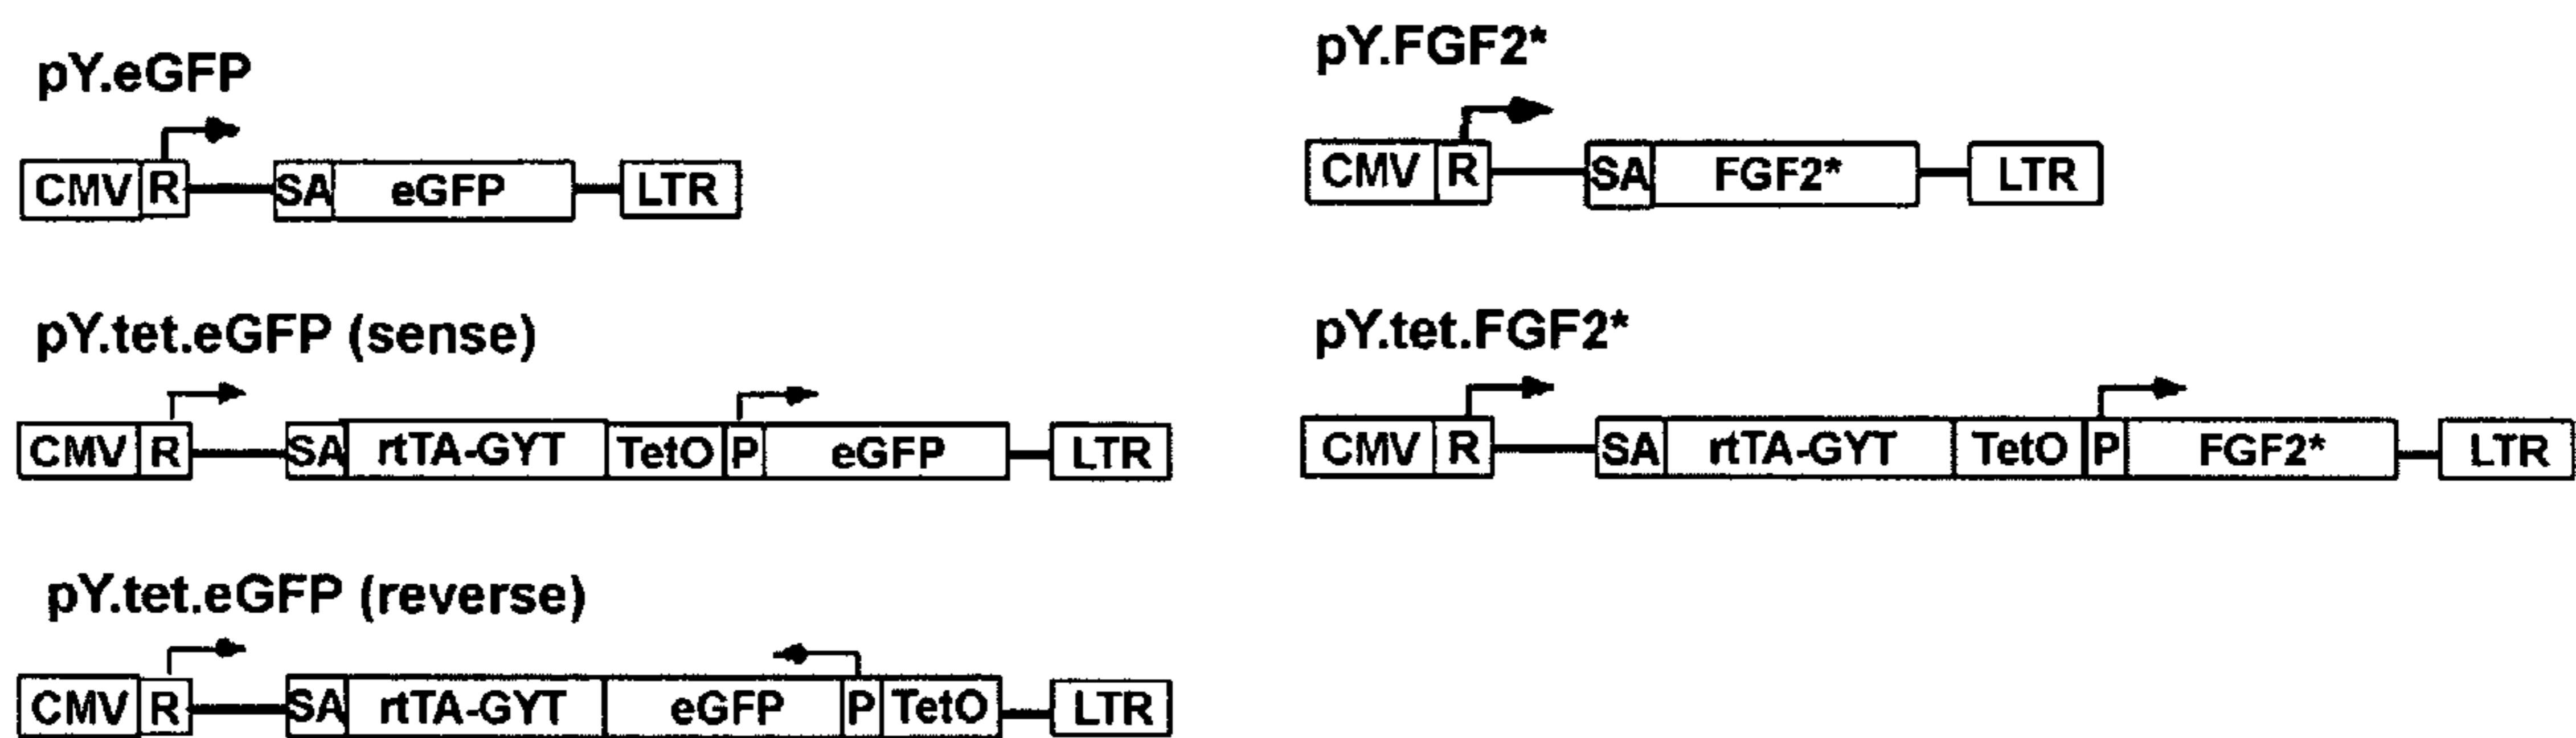 pY.eGFP
CMV R SA eGFP LTR
pY.tet.eGFP (sense)
CMV R SA rtTA-GYT TetO P eGFP LTR
pY.tet.eGFP (reverse)
CMV R SA rtTA-GYT eGFP P TetO LTR
pY.FGF2*
CMV R SA FGF2* LTR
pY.tet.FGF2*
CMV R SA rtTA-GYT TetO P FGF2* LTR